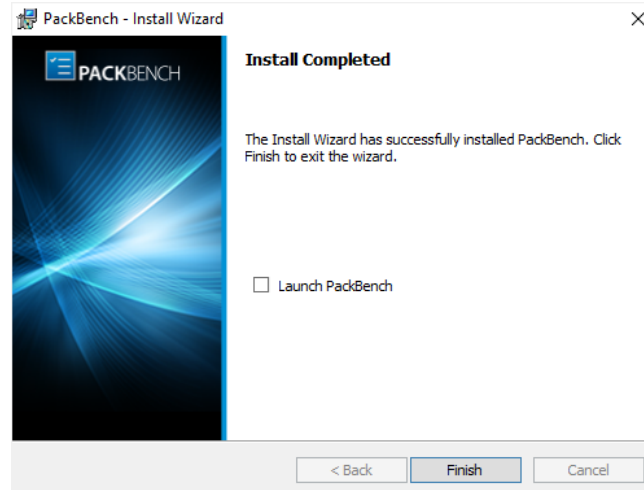 PackBench - Install Wizard
PACKBENCH
Install Completed
The Install Wizard has successfully installed PackBench. Click
Finish to exit the wizard.
Launch PackBench
< Back
Finish
Cancel